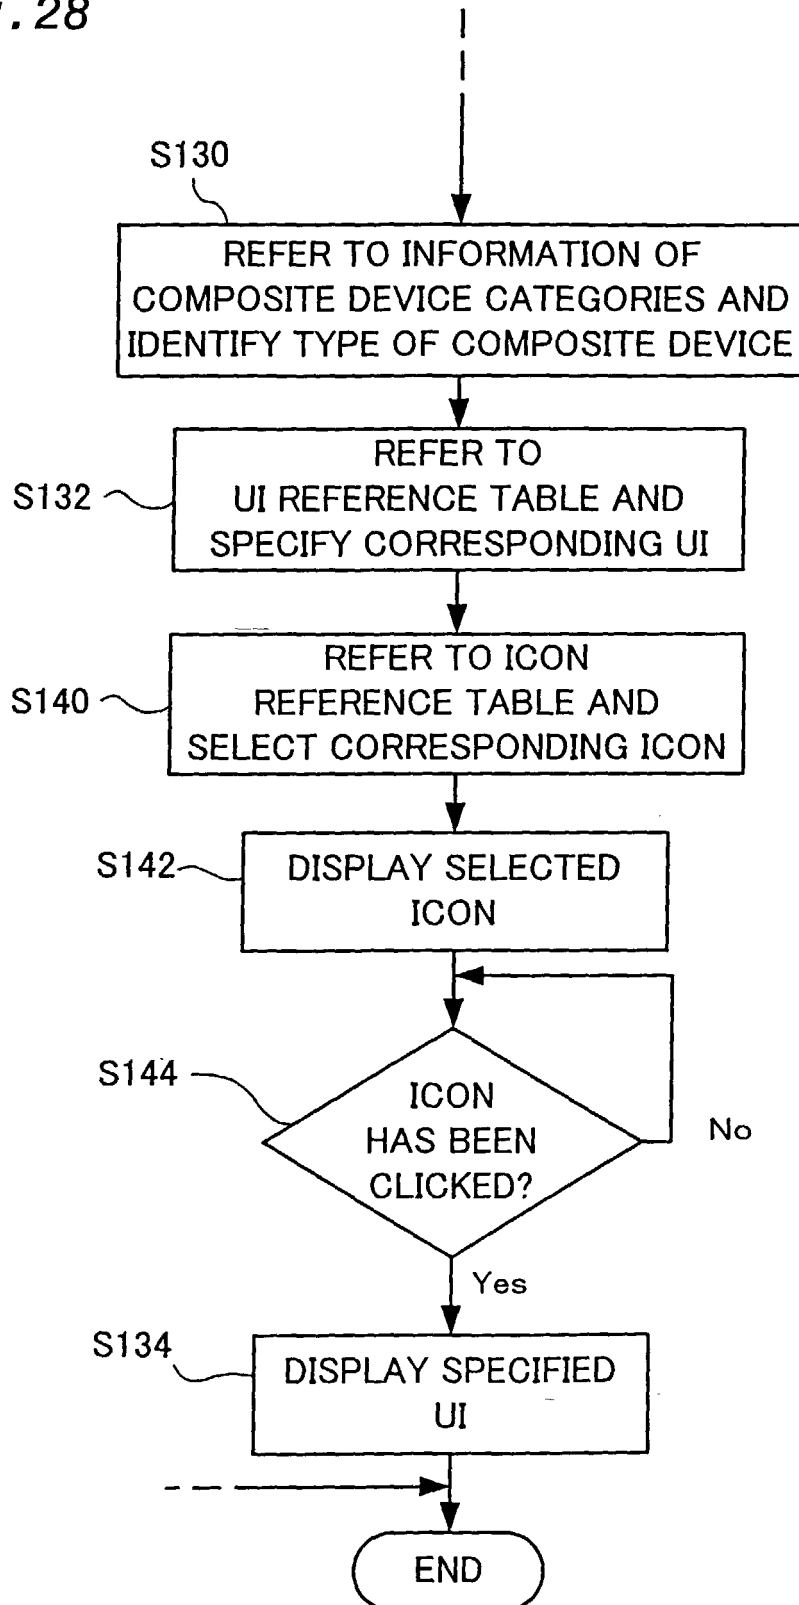 .28
S130
REFER TO INFORMATION OF
COMPOSITE DEVICE CATEGORIES AND
IDENTIFY TYPE OF COMPOSITE DEVICE
S132
REFER TO
UI REFERENCE TABLE AND
SPECIFY CORRESPONDING UI
S140
REFER TO ICON
REFERENCE TABLE AND
SELECT CORRESPONDING ICON
S142
DISPLAY SELECTED
ICON
S144
ICON
HAS BEEN
CLICKED?
No
Yes
S134
DISPLAY SPECIFIED
UI
END